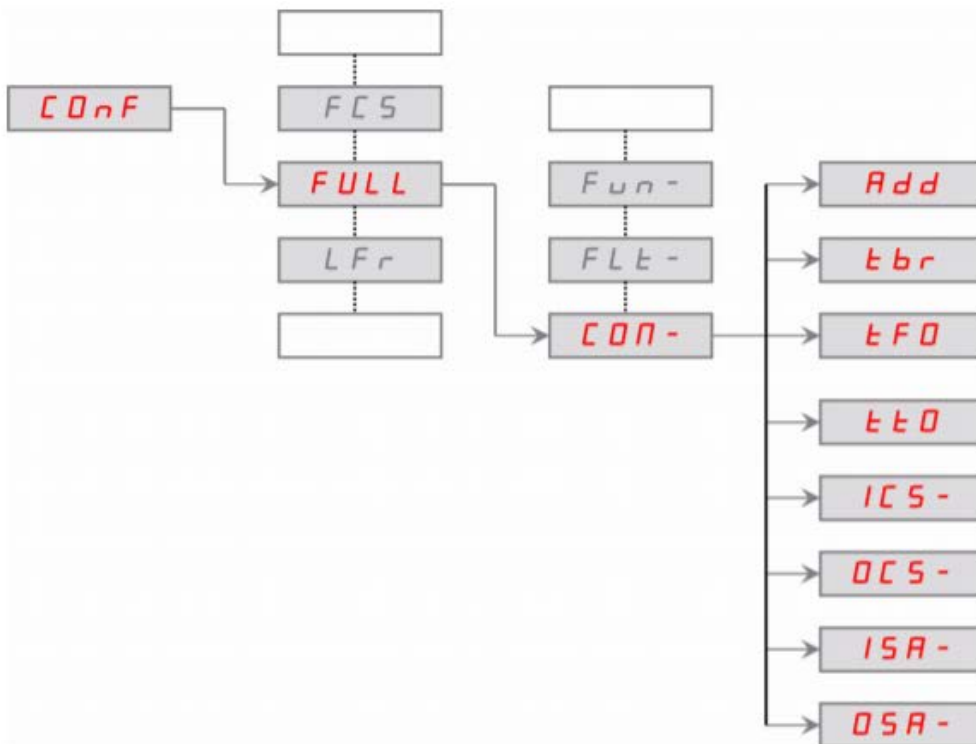 COnF
FCS
FULL
LFr
Fun-
FLt-
COM-
Add
tbr
tFO
ttO
ICS-
OCS-
ISA-
OSA-